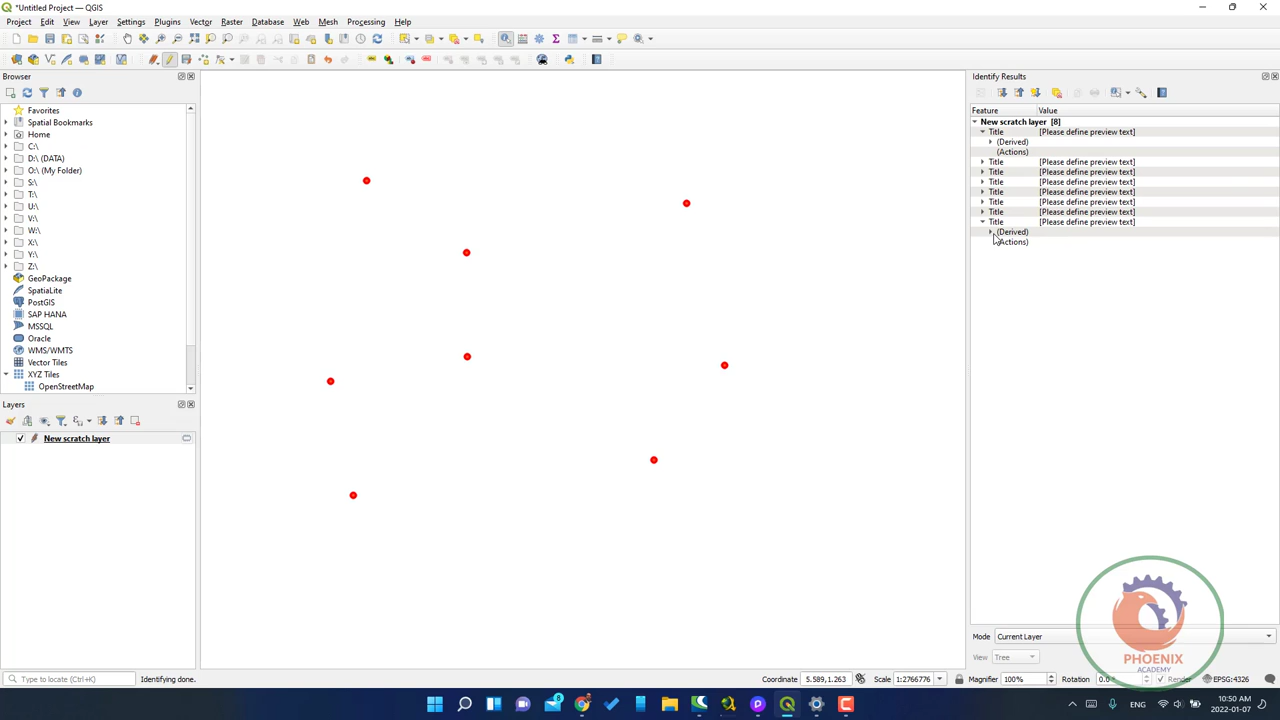 *Untitled Project — QGIS
Project Edit View Layer Settings Plugins Vector Raster Database Web Mesh Processing Help
Browser
Favorites
Spatial Bookmarks
Home
C:\
D:\ (DATA)
O:\ (My Folder)
S:\
T:\
U:\
V:\
W:\
X:\
Y:\
Z:\
GeoPackage
SpatiaLite
PostGIS
SAP HANA
MSSQL
Oracle
WMS/WMTS
Vector Tiles
XYZ Tiles
OpenStreetMap
Layers
New scratch layer
Identify Results
Feature Value
New scratch layer [8]
Title [Please define preview text]
(Derived)
(Actions)
Title [Please define preview text]
Title [Please define preview text]
Title [Please define preview text]
Title [Please define preview text]
Title [Please define preview text]
Title [Please define preview text]
Title [Please define preview text]
(Derived)
(Actions)
Mode Current Layer
View Tree
PHOENIX
ACADEMY
Type to locate (Ctrl+K) Identifying done. Coordinate 5.589,1.263 Scale 1:2766776 Magnifier 100% Rotation 0.0 ° Render EPSG:4326
ENG 10:50 AM
2022-01-07